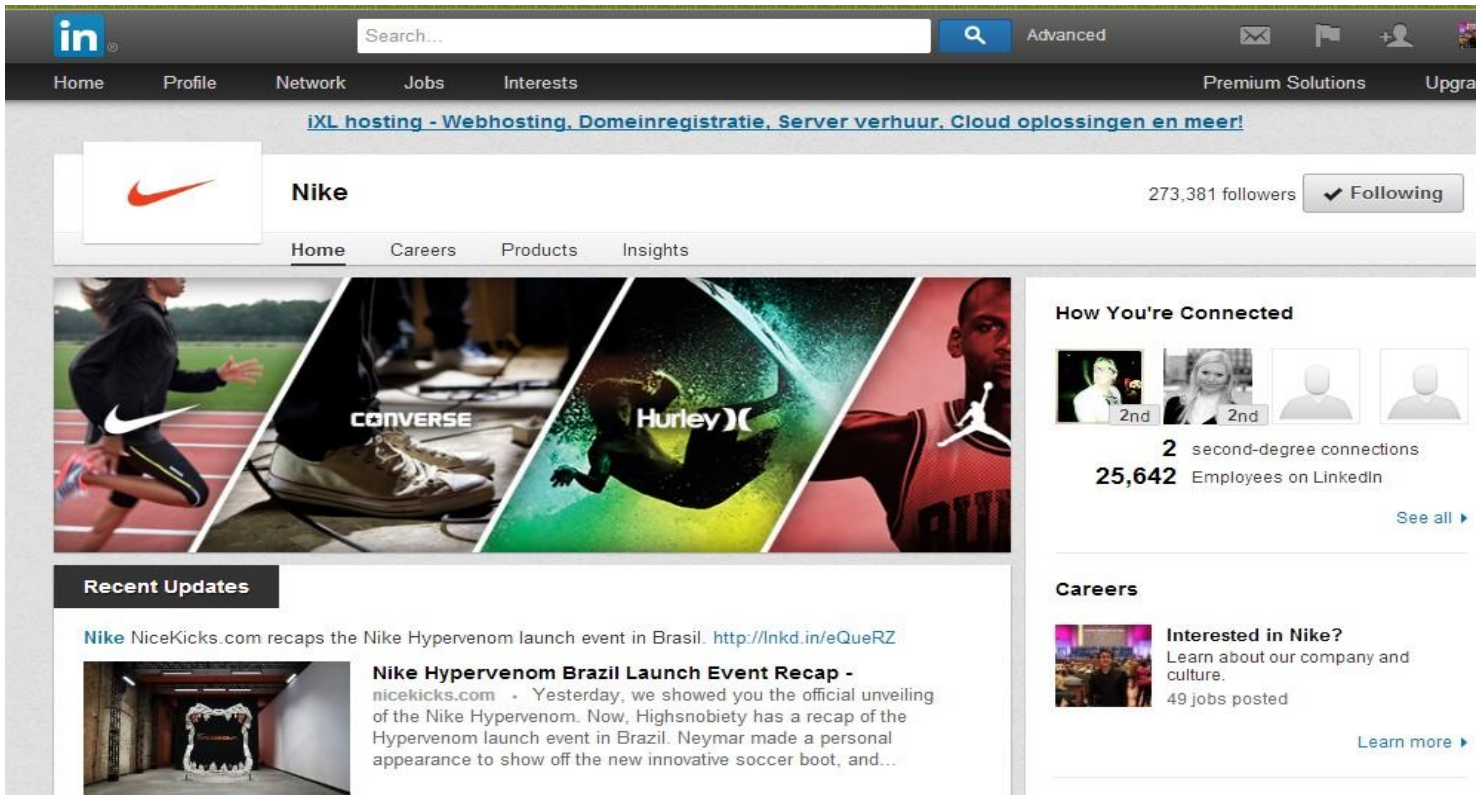 in ®
Search...
Advanced
Home Profile Network Jobs Interests
Premium Solutions
iXL hosting - Webhosting, Domeinregistratie, Server verhuur, Cloud oplossingen en meer!
Nike
273,381 followers
Following
Home Careers Products Insights
CONVERSE
Hurley
How You're Connected
2nd
2nd
2 second-degree connections
25,642 Employees on LinkedIn
See all
Recent Updates
Nike NiceKicks.com recaps the Nike Hypervenom launch event in Brasil. http://lnkd.in/eQueRZ
Nike Hypervenom Brazil Launch Event Recap -
nicekicks.com - Yesterday, we showed you the official unveiling
of the Nike Hypervenom. Now, Highsnobiety has a recap of the
Hypervenom launch event in Brazil. Neymar made a personal
appearance to show off the new innovative soccer boot, and...
Careers
Interested in Nike?
Learn about our company and
culture.
49 jobs posted
Learn more